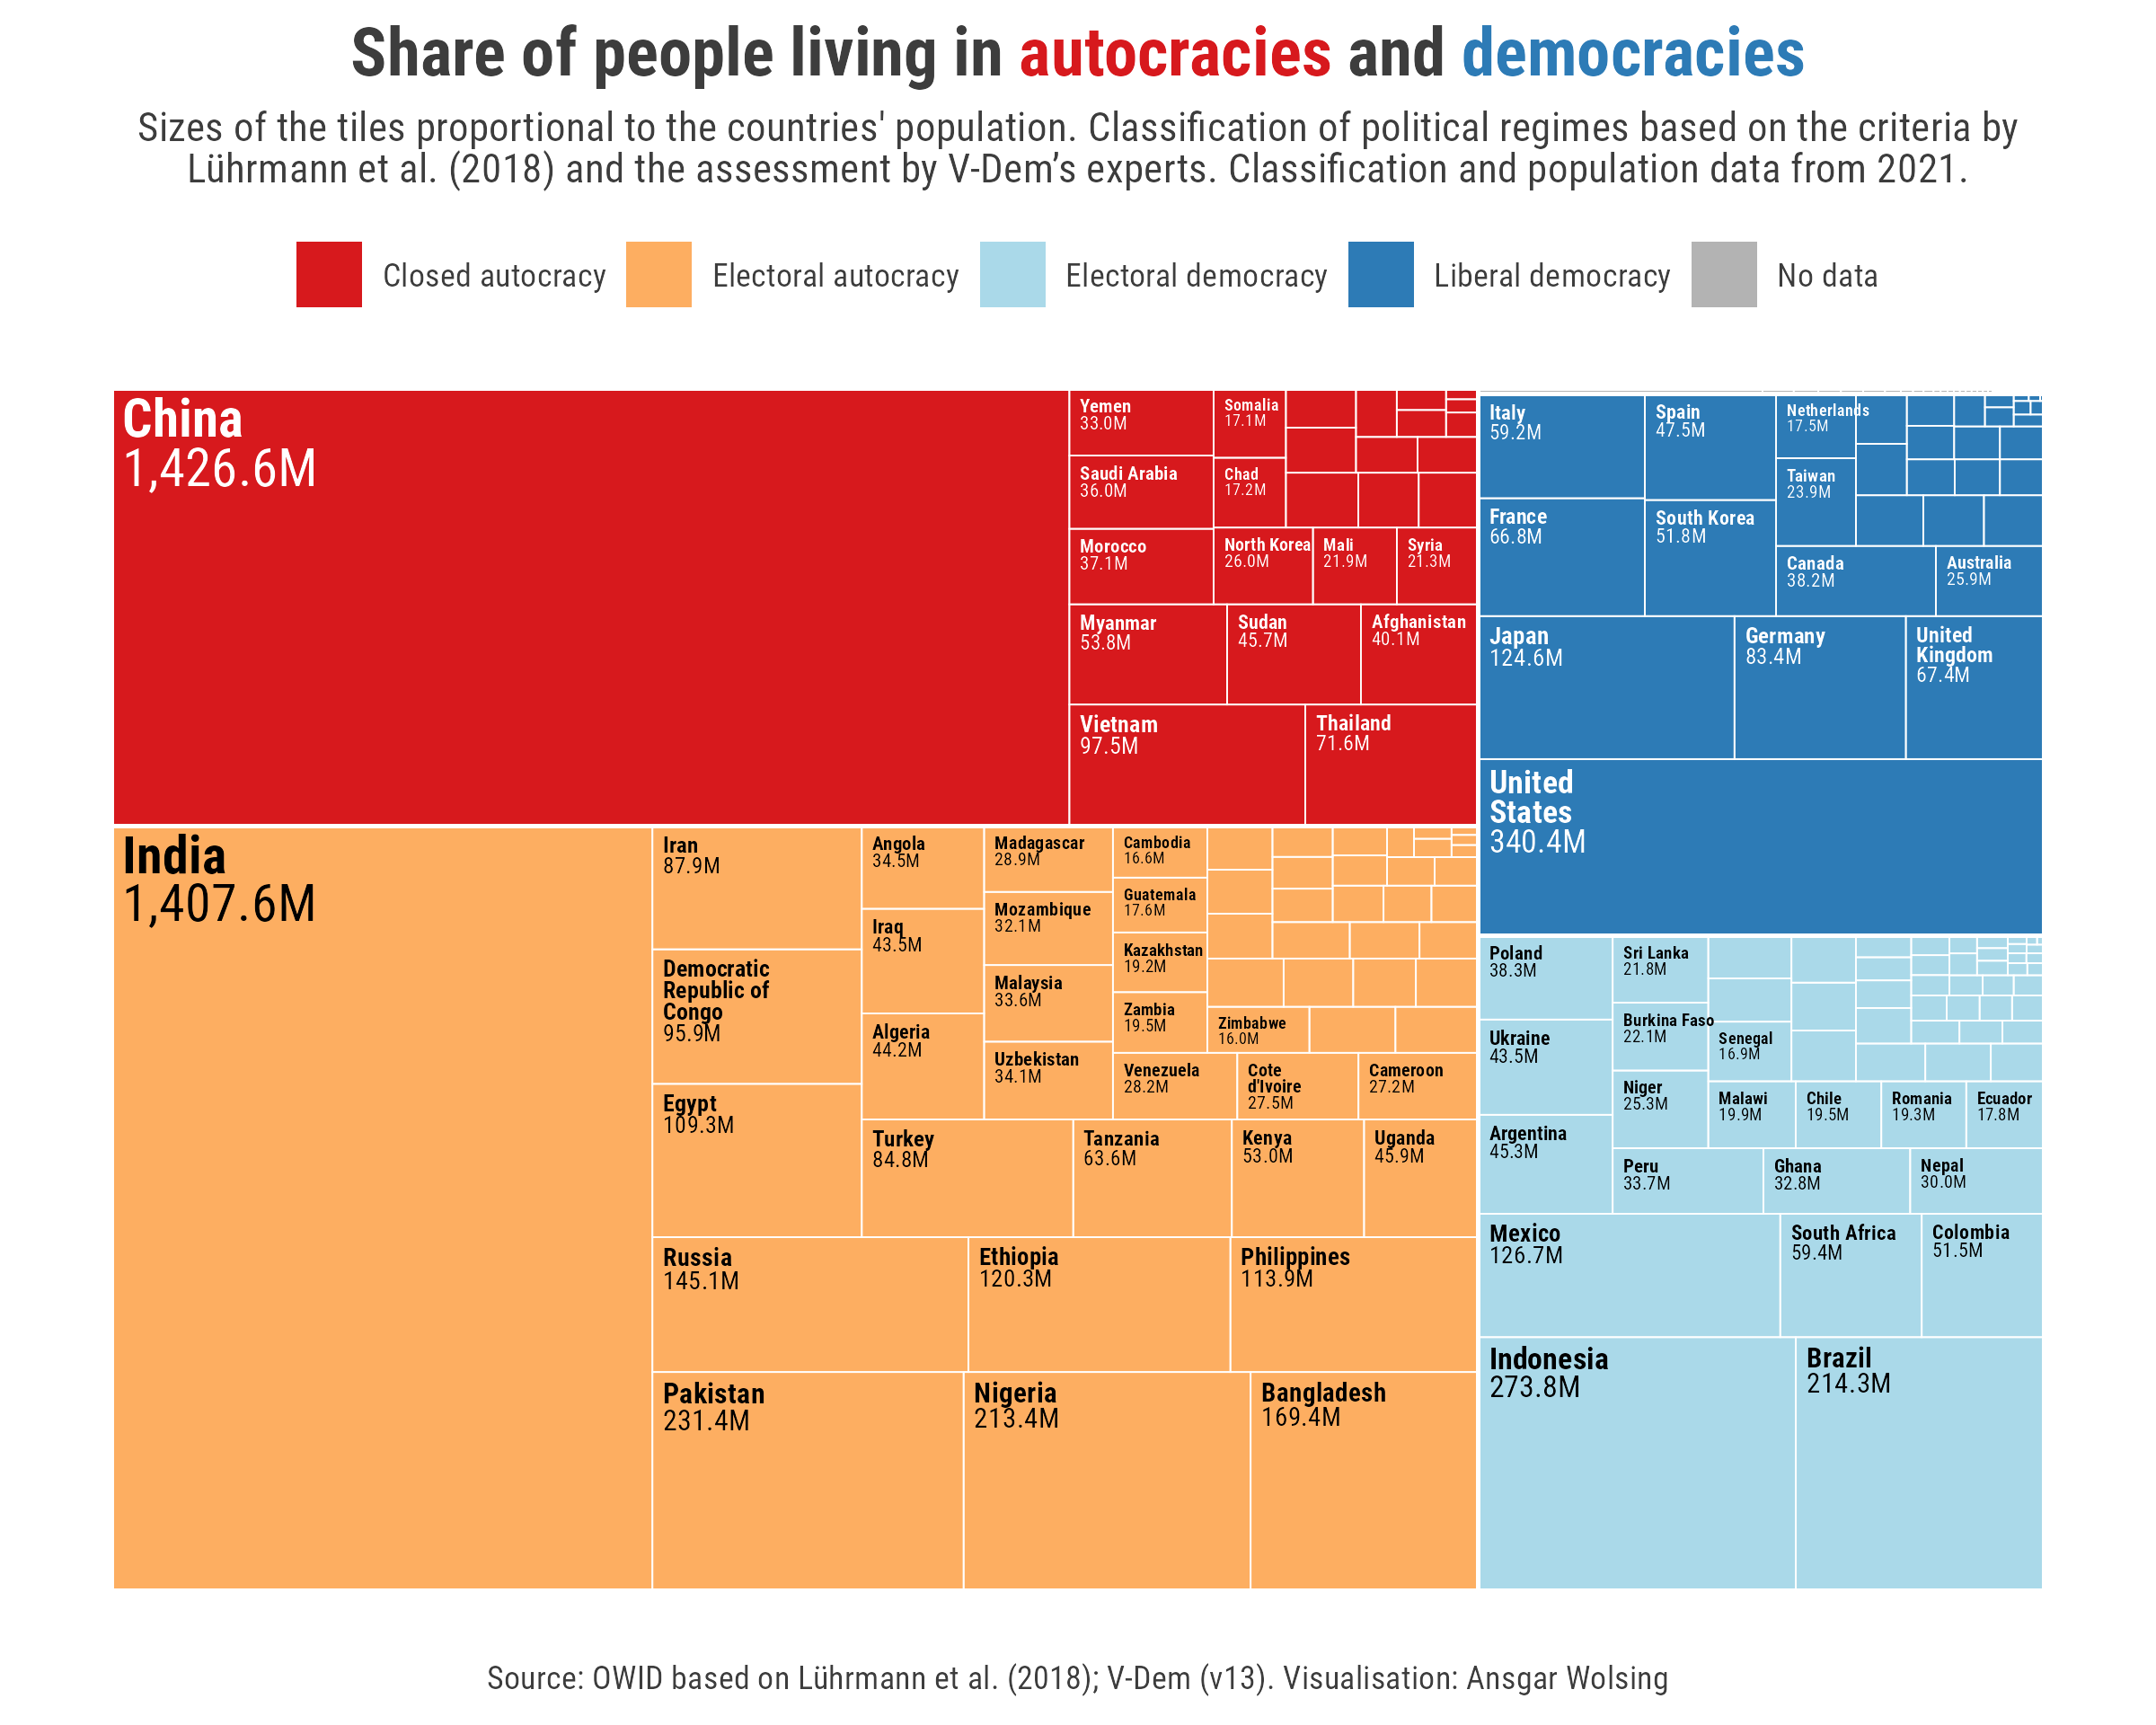 Share of people living in autocracies and democracies
Sizes of the tiles proportional to the countries' population. Classification of political regimes based on the criteria by
Lührmann et al. (2018) and the assessment by V-Dem’s experts. Classification and population data from 2021.
Closed autocracy
Electoral autocracy
Electoral democracy
Liberal democracy
No data
China
1,426.6M
Yemen
33.0M
Saudi Arabia
36.0M
Morocco
37.1M
Somalia
17.1M
Chad
17.2M
North Korea
26.0M
Mali
21.9M
Syria
21.3M
Myanmar
53.8M
Sudan
45.7M
Afghanistan
40.1M
Vietnam
97.5M
Thailand
71.6M
Italy
59.2M
Spain
47.5M
Netherlands
17.5M
Taiwan
23.9M
France
66.8M
South Korea
51.8M
Canada
38.2M
Australia
25.9M
Japan
124.6M
Germany
83.4M
United
Kingdom
67.4M
United
States
340.4M
India
1,407.6M
Iran
87.9M
Democratic
Republic of
Congo
95.9M
Egypt
109.3M
Angola
34.5M
Iraq
43.5M
Algeria
44.2M
Madagascar
28.9M
Mozambique
32.1M
Malaysia
33.6M
Uzbekistan
34.1M
Cambodia
16.6M
Guatemala
17.6M
Kazakhstan
19.2M
Zambia
19.5M
Zimbabwe
16.0M
Venezuela
28.2M
Cote
d'Ivoire
27.5M
Cameroon
27.2M
Turkey
84.8M
Tanzania
63.6M
Kenya
53.0M
Uganda
45.9M
Russia
145.1M
Ethiopia
120.3M
Philippines
113.9M
Pakistan
231.4M
Nigeria
213.4M
Bangladesh
169.4M
Poland
38.3M
Ukraine
43.5M
Argentina
45.3M
Sri Lanka
21.8M
Burkina Faso
22.1M
Niger
25.3M
Senegal
16.9M
Malawi
19.9M
Chile
19.5M
Romania
19.3M
Ecuador
17.8M
Peru
33.7M
Ghana
32.8M
Nepal
30.0M
Mexico
126.7M
South Africa
59.4M
Colombia
51.5M
Indonesia
273.8M
Brazil
214.3M
Source: OWID based on Lührmann et al. (2018); V-Dem (v13). Visualisation: Ansgar Wolsing